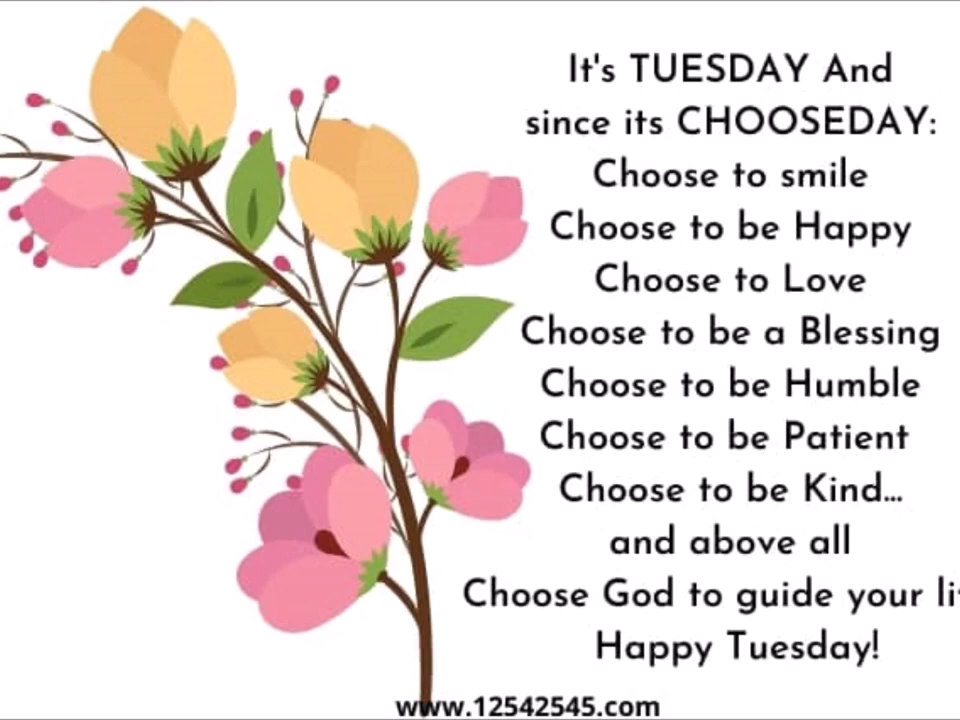 It's TUESDAY And
since its CHOOSEDAY:
Choose to smile
Choose to be Happy
Choose to Love
Choose to be a Blessing
Choose to be Humble
Choose to be Patient
Choose to be Kind...
and above all
Choose God to guide your
Happy Tuesday!
www.12542545.com